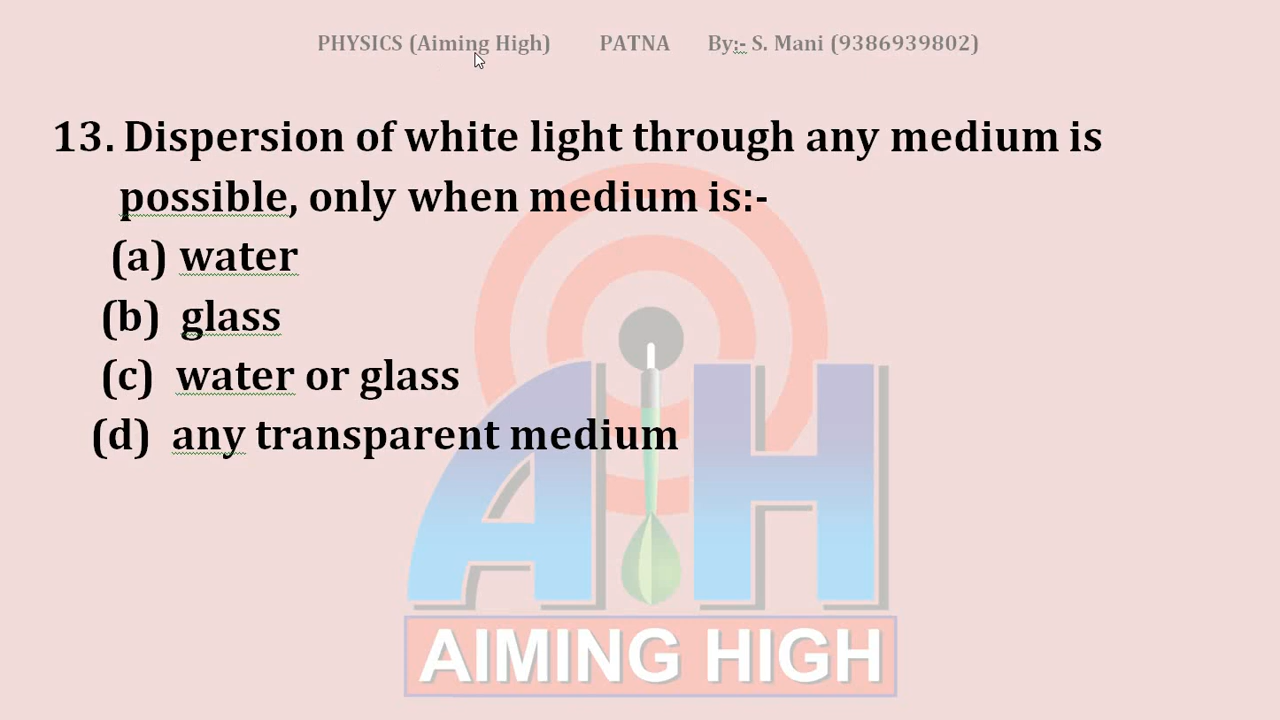 PHYSICS (Aiming High) PATNA By:- S. Mani (9386939802)
13. Dispersion of white light through any medium is
possible, only when medium is:-
(a) water
(b) glass
(c) water or glass
(d) any transparent medium
AH
AIMING HIGH